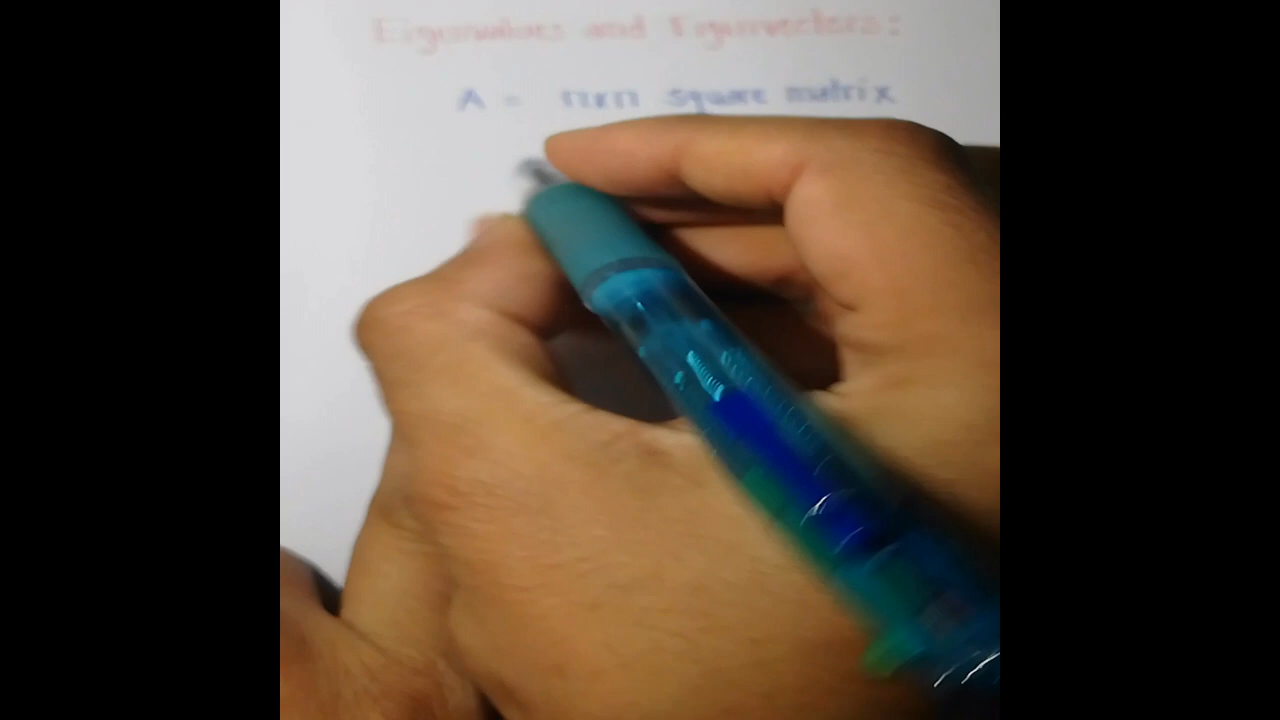 Eigenvalues and Eigenvectors:
A = nxn square matrix